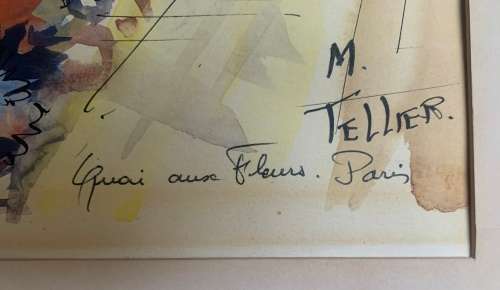 M.
TELLIER.
Quai aux Fleurs. Paris